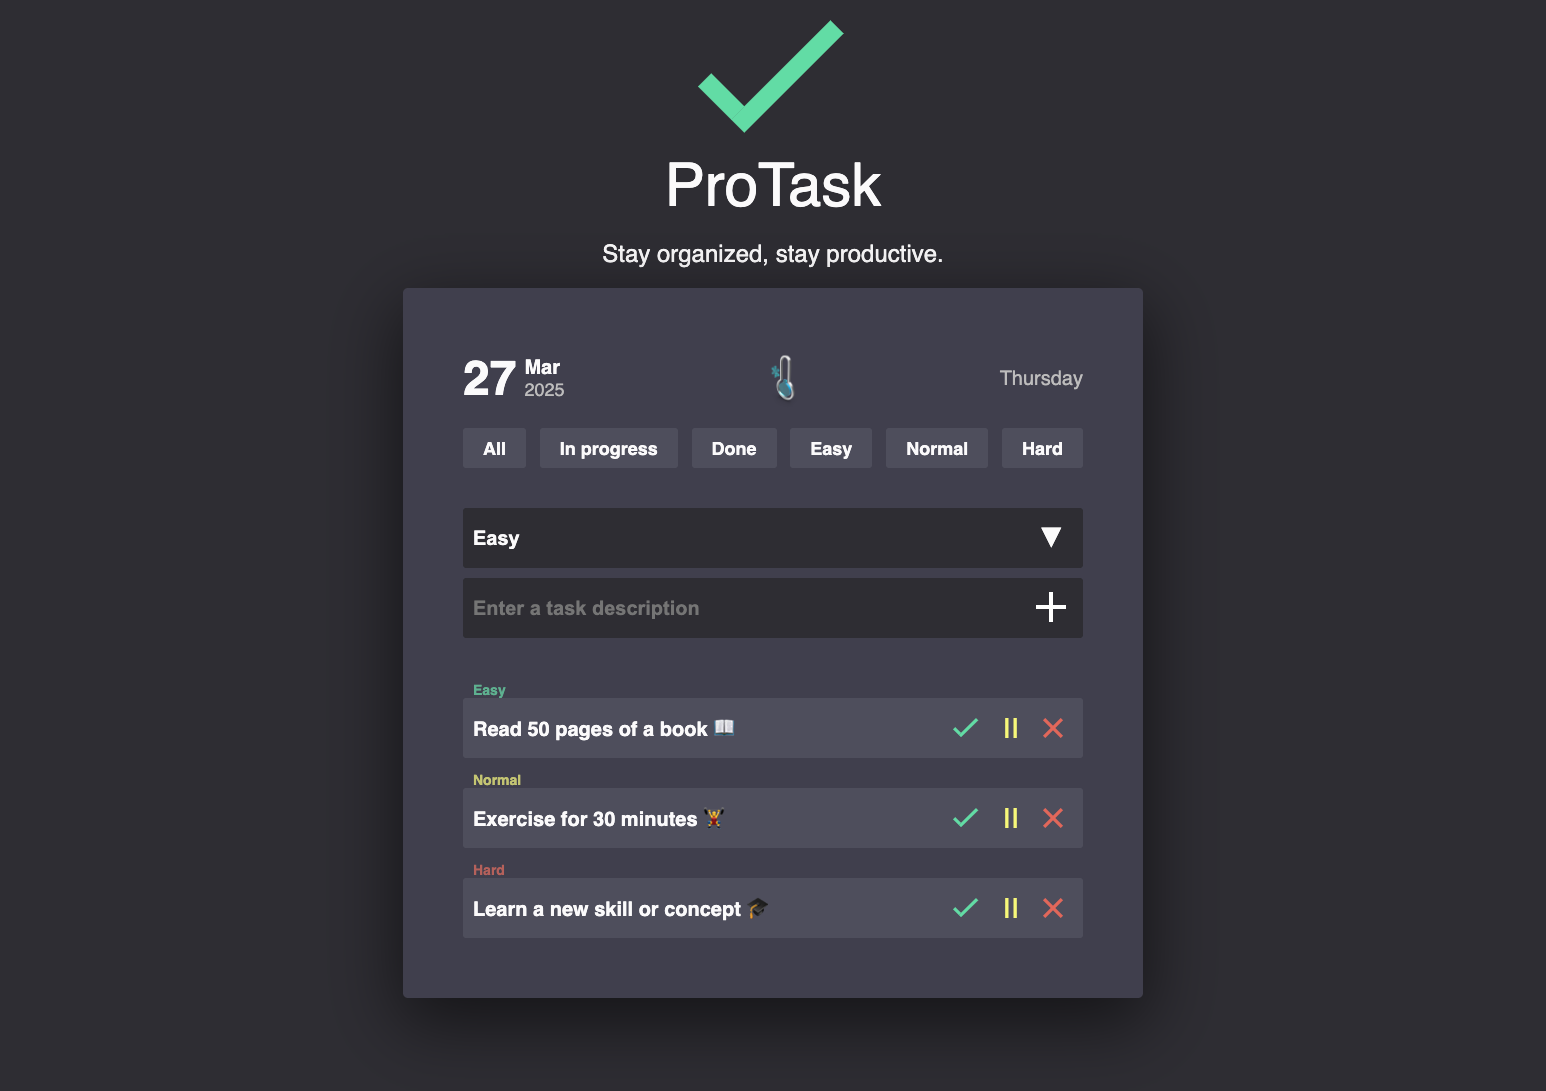 ProTask
Stay organized, stay productive.
27 Mar 2025 Thursday
All In progress Done Easy Normal Hard
Easy
Enter a task description
Easy
Read 50 pages of a book 📖
Normal
Exercise for 30 minutes 🏋️
Hard
Learn a new skill or concept 🎓